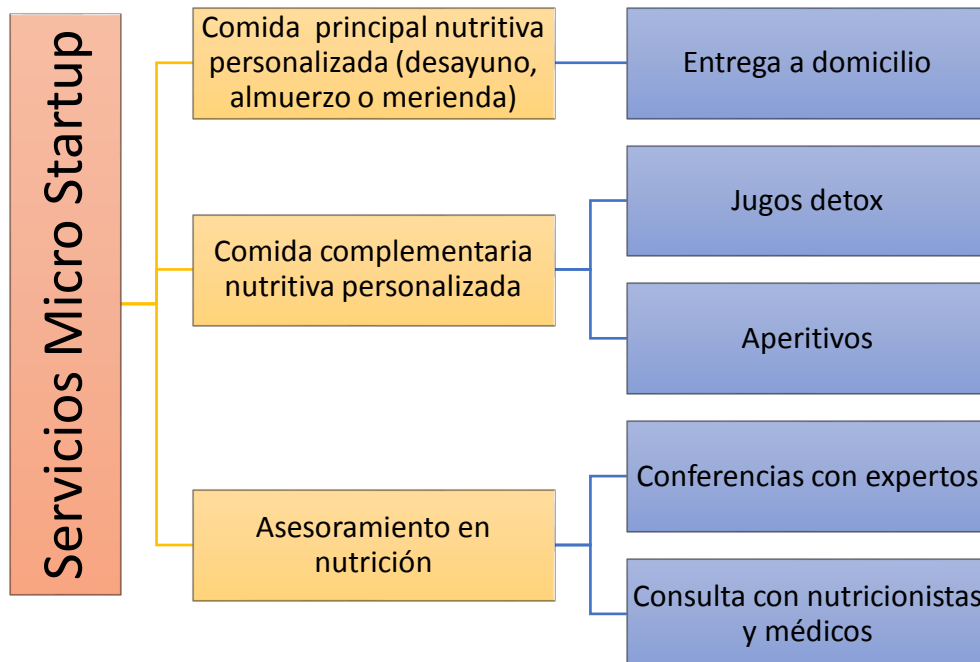 Servicios Micro Startup
Comida principal nutritiva
personalizada (desayuno,
almuerzo o merienda)
Entrega a domicilio
Comida complementaria
nutritiva personalizada
Jugos detox
Aperitivos
Asesoramiento en
nutrición
Conferencias con expertos
Consulta con nutricionistas
y médicos